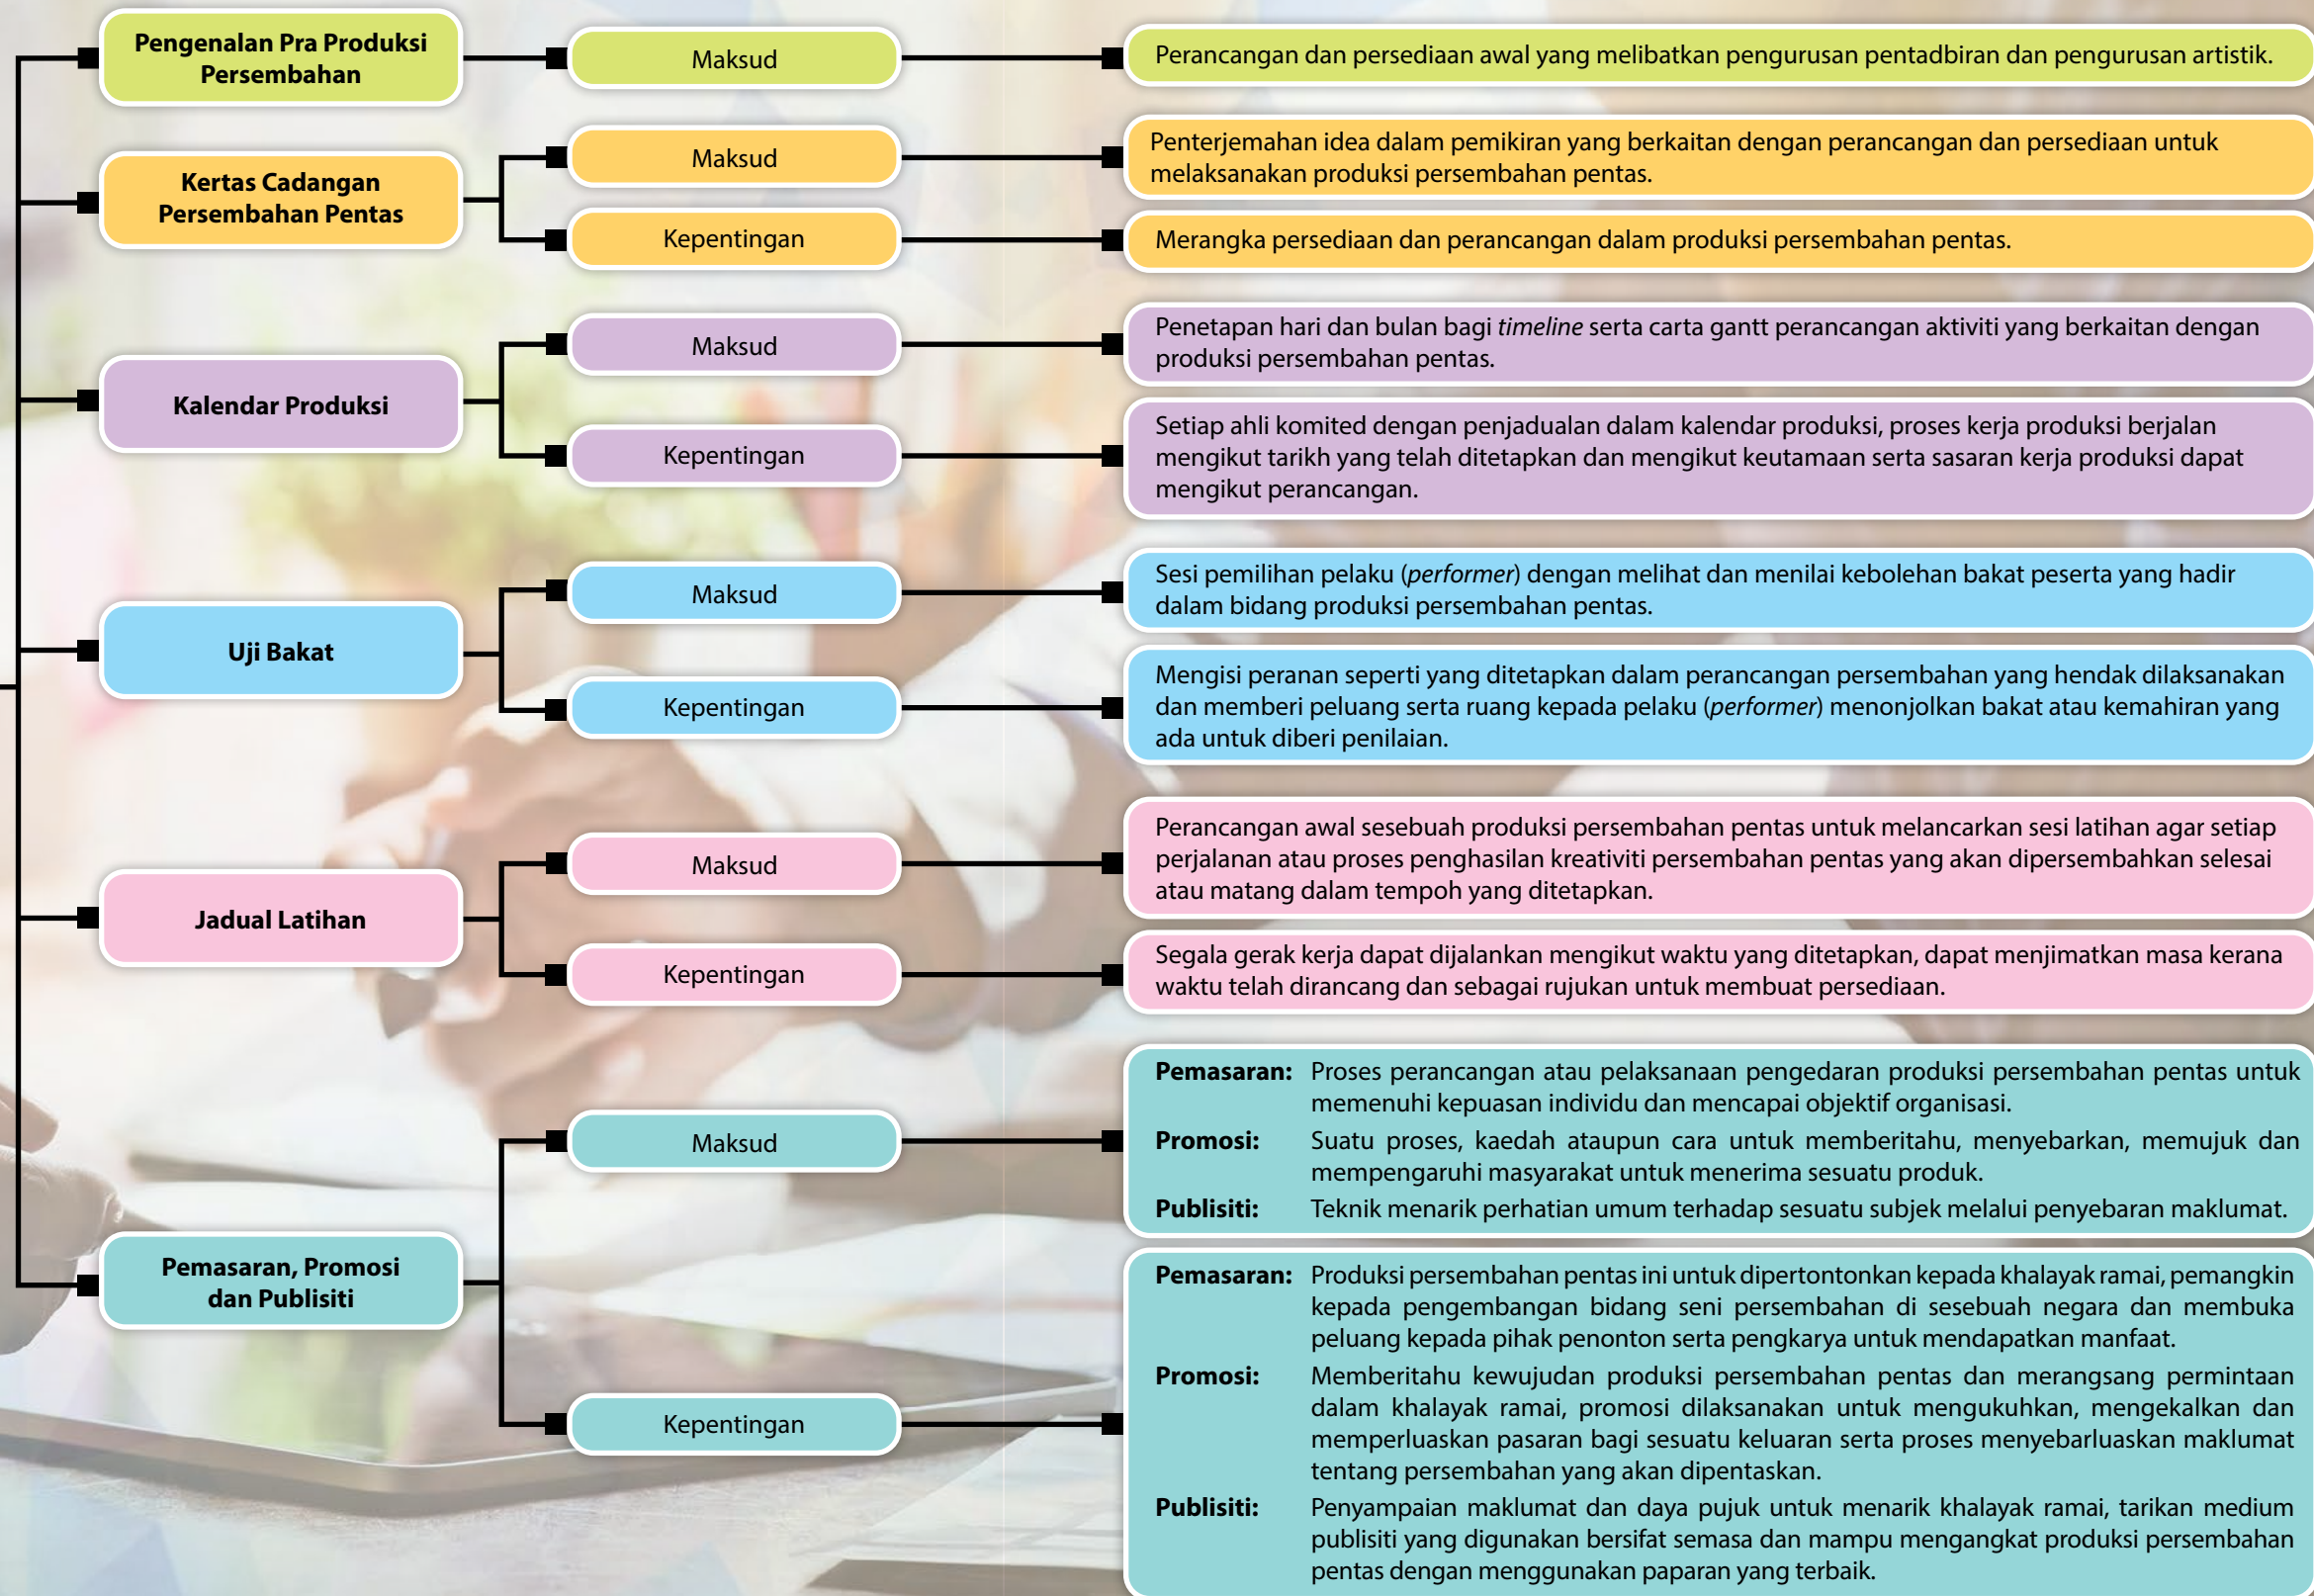 Pengenalan Pra Produksi
Persembahan
Maksud
Perancangan dan persediaan awal yang melibatkan pengurusan pentadbiran dan pengurusan artistik.
Kertas Cadangan
Persembahan Pentas
Maksud
Penterjemahan idea dalam pemikiran yang berkaitan dengan perancangan dan persediaan untuk
melaksanakan produksi persembahan pentas.
Kepentingan
Merangka persediaan dan perancangan dalam produksi persembahan pentas.
Kalendar Produksi
Maksud
Penetapan hari dan bulan bagi timeline serta carta gantt perancangan aktiviti yang berkaitan dengan
produksi persembahan pentas.
Kepentingan
Setiap ahli komited dengan penjadualan dalam kalendar produksi, proses kerja produksi berjalan
mengikut tarikh yang telah ditetapkan dan mengikut keutamaan serta sasaran kerja produksi dapat
mengikut perancangan.
Uji Bakat
Maksud
Sesi pemilihan pelaku (performer) dengan melihat dan menilai kebolehan bakat peserta yang hadir
dalam bidang produksi persembahan pentas.
Kepentingan
Mengisi peranan seperti yang ditetapkan dalam perancangan persembahan yang hendak dilaksanakan
dan memberi peluang serta ruang kepada pelaku (performer) menonjolkan bakat atau kemahiran yang
ada untuk diberi penilaian.
Jadual Latihan
Maksud
Perancangan awal sesebuah produksi persembahan pentas untuk melancarkan sesi latihan agar setiap
perjalanan atau proses penghasilan kreativiti persembahan pentas yang akan dipersembahkan selesai
atau matang dalam tempoh yang ditetapkan.
Kepentingan
Segala gerak kerja dapat dijalankan mengikut waktu yang ditetapkan, dapat menjimatkan masa kerana
waktu telah dirancang dan sebagai rujukan untuk membuat persediaan.
Pemasaran, Promosi
dan Publisiti
Maksud
Pemasaran: Proses perancangan atau pelaksanaan pengedaran produksi persembahan pentas untuk
memenuhi kepuasan individu dan mencapai objektif organisasi.
Promosi: Suatu proses, kaedah ataupun cara untuk memberitahu, menyebarkan, memujuk dan
mempengaruhi masyarakat untuk menerima sesuatu produk.
Publisiti: Teknik menarik perhatian umum terhadap sesuatu subjek melalui penyebaran maklumat.
Kepentingan
Pemasaran: Produksi persembahan pentas ini untuk dipertontonkan kepada khalayak ramai, pemangkin
kepada pengembangan bidang seni persembahan di sesebuah negara dan membuka
peluang kepada pihak penonton serta pengkarya untuk mendapatkan manfaat.
Promosi: Memberitahu kewujudan produksi persembahan pentas dan merangsang permintaan
dalam khalayak ramai, promosi dilaksanakan untuk mengukuhkan, mengekalkan dan
memperluaskan pasaran bagi sesuatu keluaran serta proses menyebarluaskan maklumat
tentang persembahan yang akan dipentaskan.
Publisiti: Penyampaian maklumat dan daya pujuk untuk menarik khalayak ramai, tarikan medium
publisiti yang digunakan bersifat semasa dan mampu mengangkat produksi persembahan
pentas dengan menggunakan paparan yang terbaik.